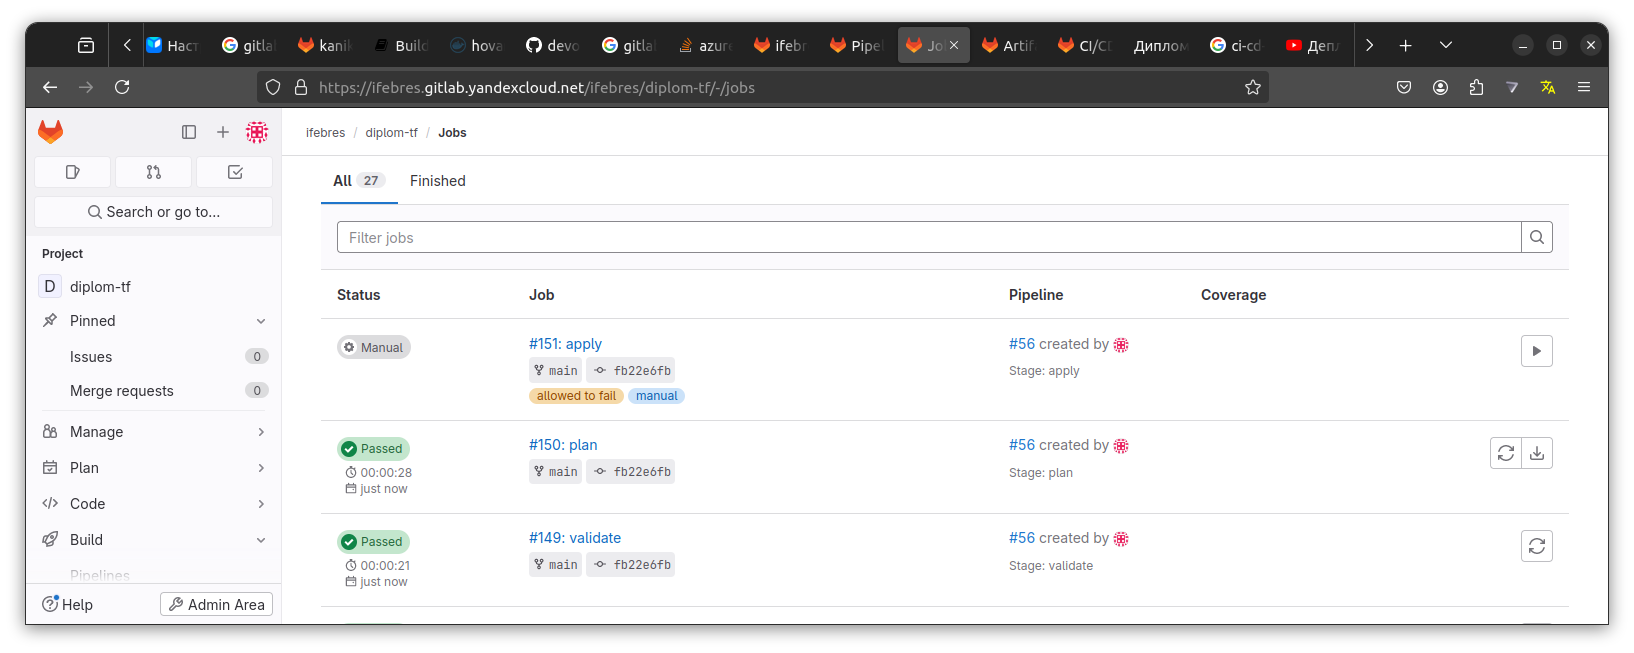 Наст gitla kanik Build hova devo gitla azure ifebr Pipel Jo Artif CI/CD Диплом ci-cd Депл
https://ifebres.gitlab.yandexcloud.net/ifebres/diplom-tf/-/jobs
ifebres / diplom-tf / Jobs
Search or go to...
Project
D diplom-tf
Pinned
Issues 0
Merge requests 0
Manage
Plan
Code
Build
Pipelines
Help
Admin Area
All 27 Finished
Filter jobs
Status Job Pipeline Coverage
Manual
#151: apply
main fb22e6fb
allowed to fail manual
#56 created by
Stage: apply
Passed
00:00:28
just now
#150: plan
main fb22e6fb
#56 created by
Stage: plan
Passed
00:00:21
just now
#149: validate
main fb22e6fb
#56 created by
Stage: validate